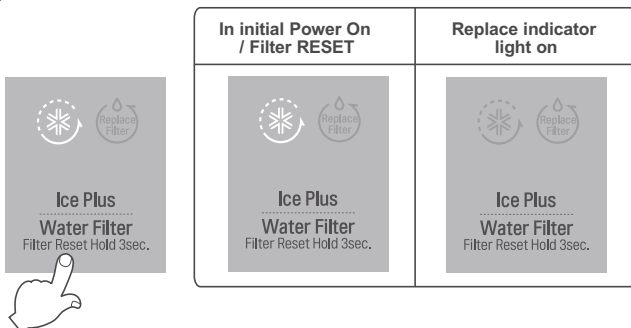 In initial Power On
/ Filter RESET
Replace indicator
light on
Replace
Filter
Ice Plus
Water Filter
Filter Reset Hold 3sec.
Replace
Filter
Ice Plus
Water Filter
Filter Reset Hold 3sec.
Replace
Filter
Ice Plus
Water Filter
Filter Reset Hold 3sec.